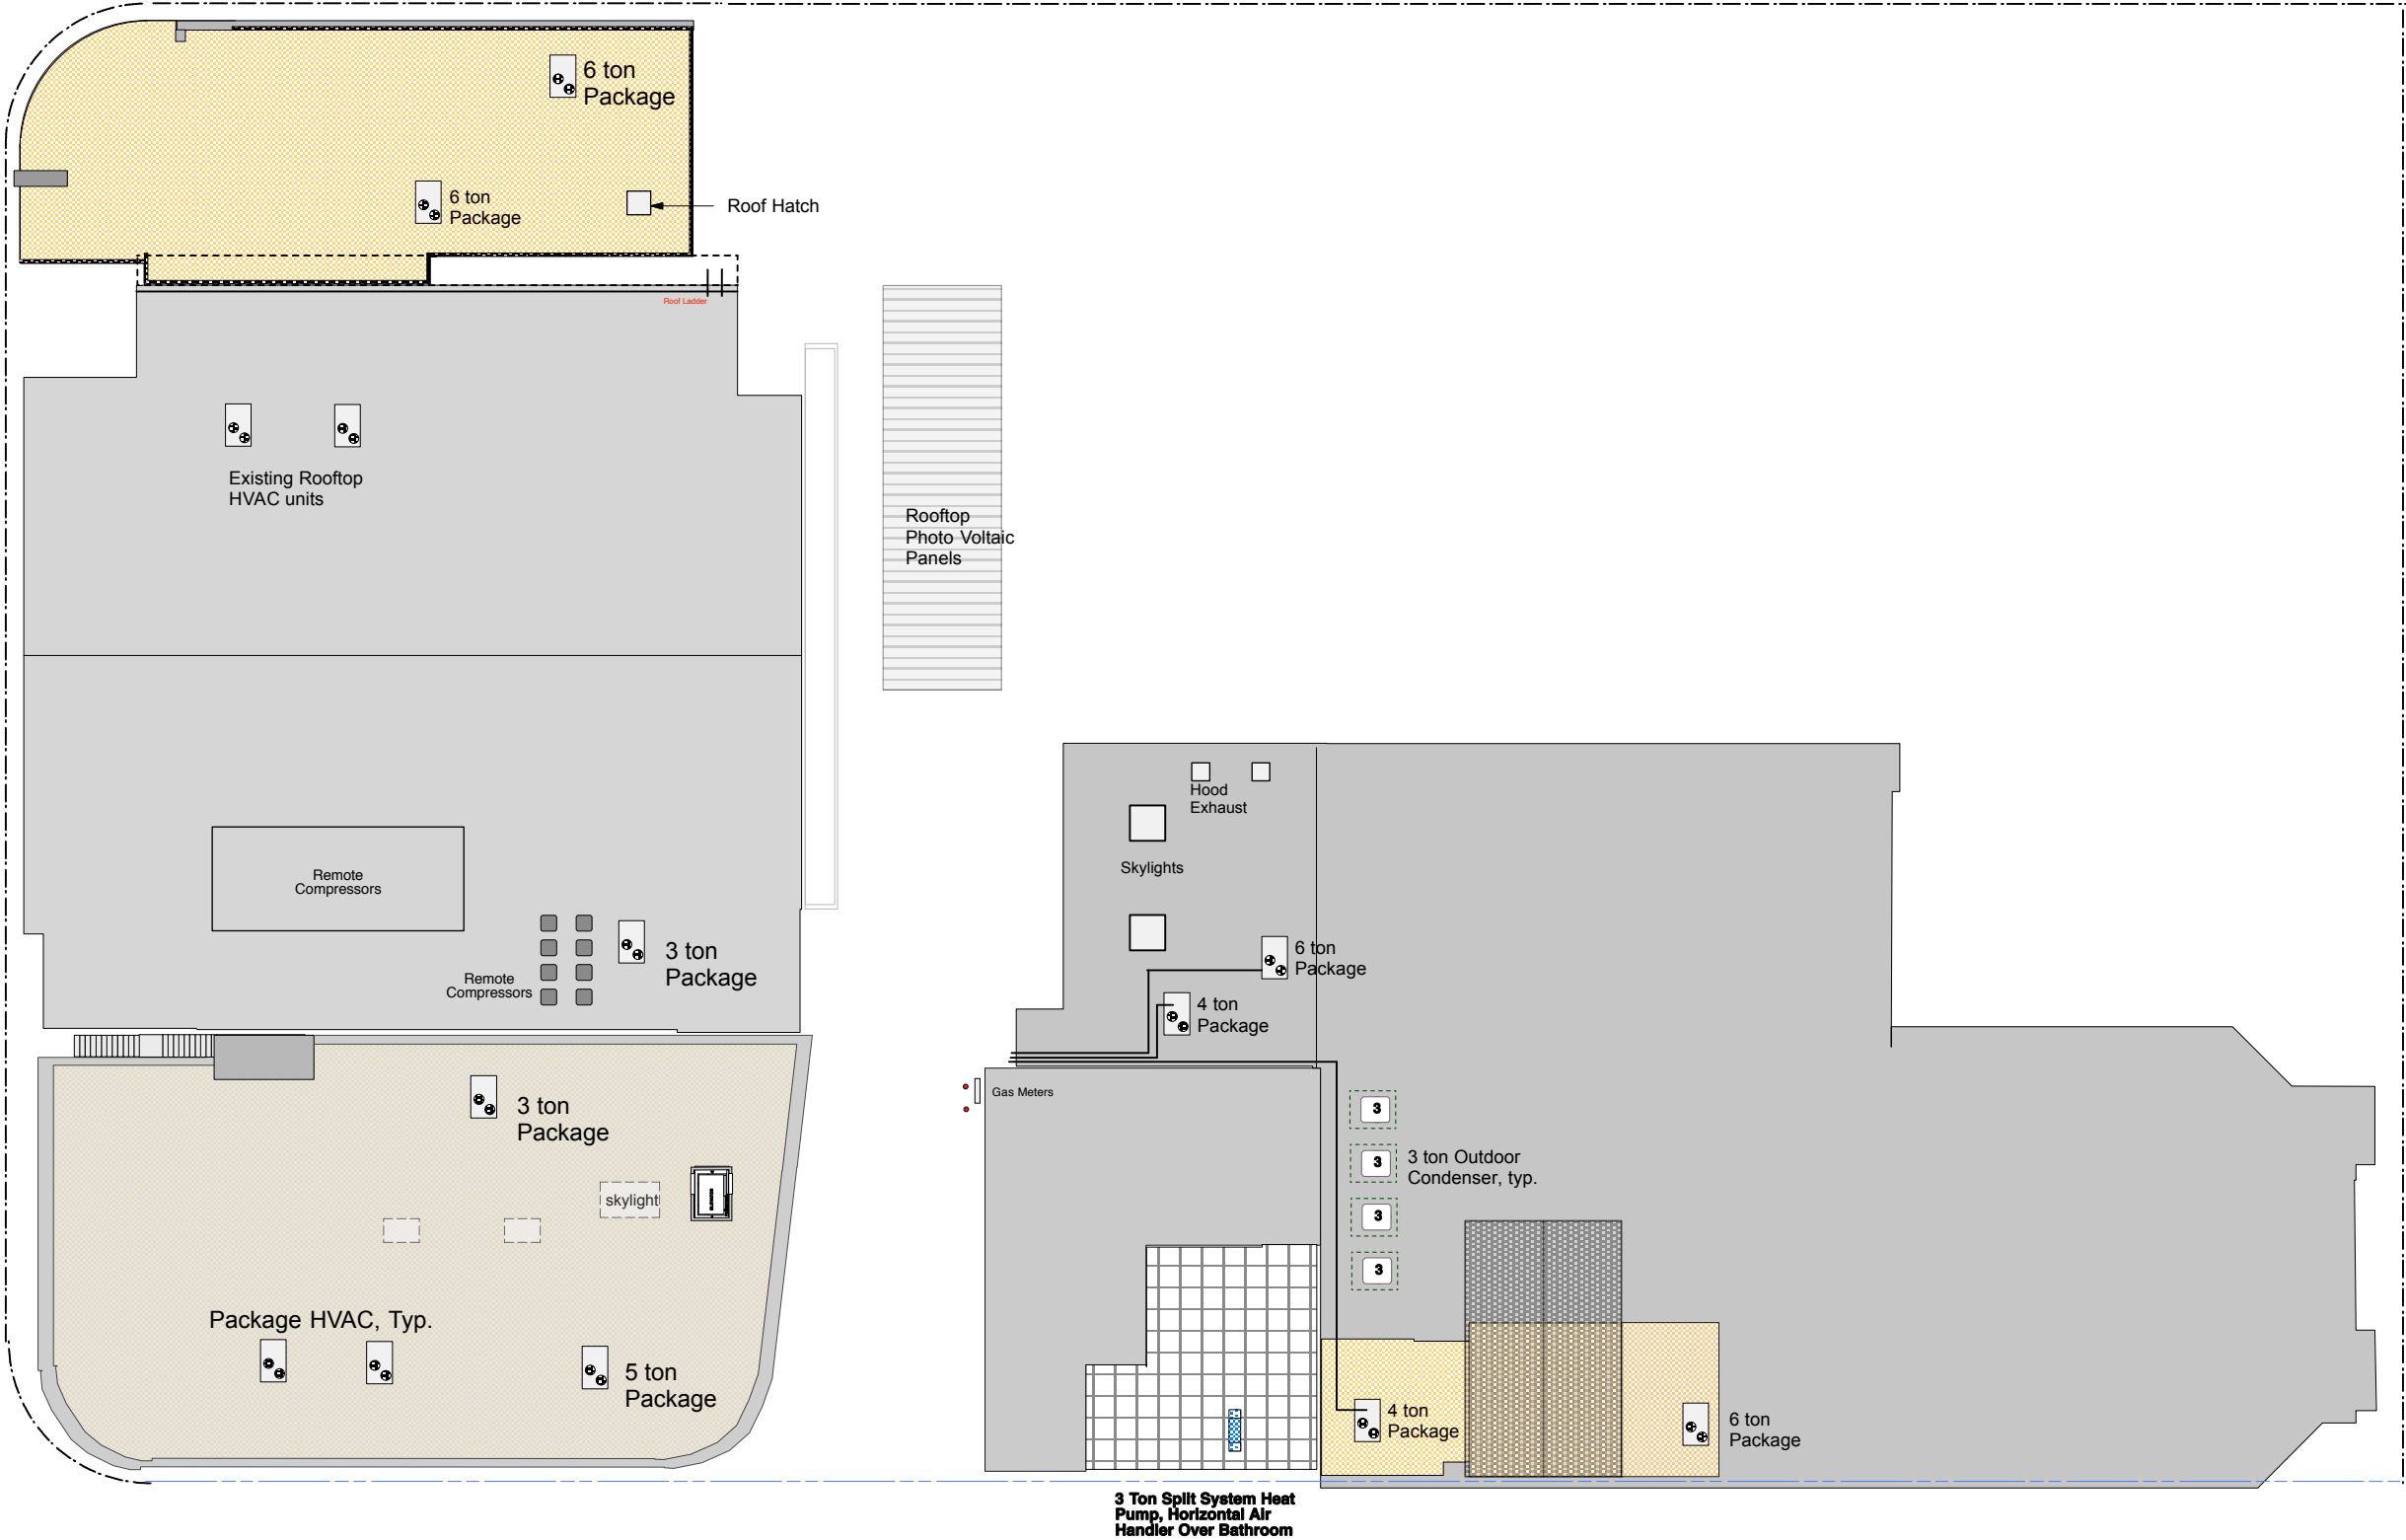 6 ton
Package
6 ton
Package
Roof Hatch
Roof Ladder
Existing Rooftop
HVAC units
Rooftop
Photo Voltaic
Panels
Hood
Exhaust
Skylights
Remote
Compressors
3 ton
Package
Remote
Compressors
6 ton
Package
4 ton
Package
Gas Meters
3 ton
Package
3
3
3
3
3 ton Outdoor
Condenser, typ.
skylight
Package HVAC, Typ.
5 ton
Package
4 ton
Package
6 ton
Package
3 Ton Split System Heat
Pump, Horizontal Air
Handler Over Bathroom